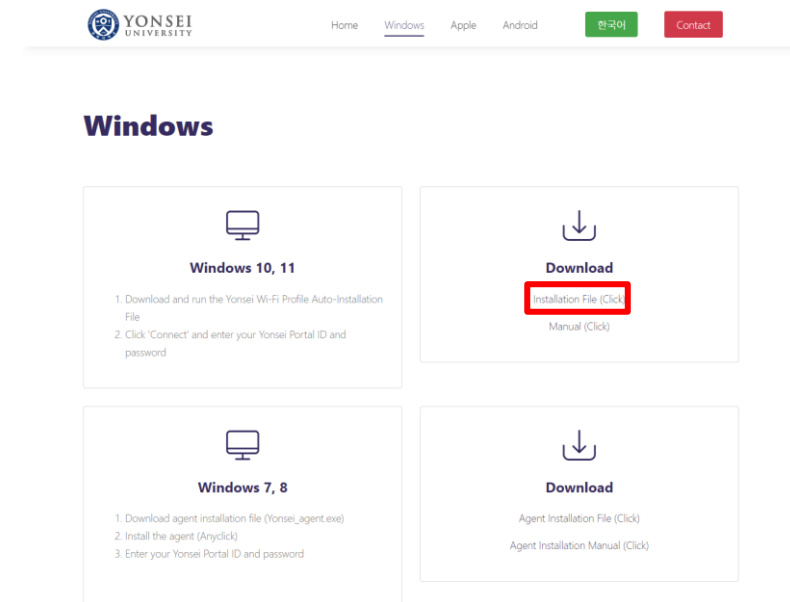 YONSEI
UNIVERSITY
Home
Windows
Apple
Android
한국어
Contact
Windows
Windows 10, 11
1. Download and run the Yonsei Wi-Fi Profile Auto-Installation
File
2. Click 'Connect' and enter your Yonsei Portal ID and
password
Download
Installation File (Click)
Manual (Click)
Windows 7, 8
1. Download agent installation file (Yonsei_agent.exe)
2. Install the agent (Anyclick)
3. Enter your Yonsei Portal ID and password
Download
Agent Installation File (Click)
Agent Installation Manual (Click)